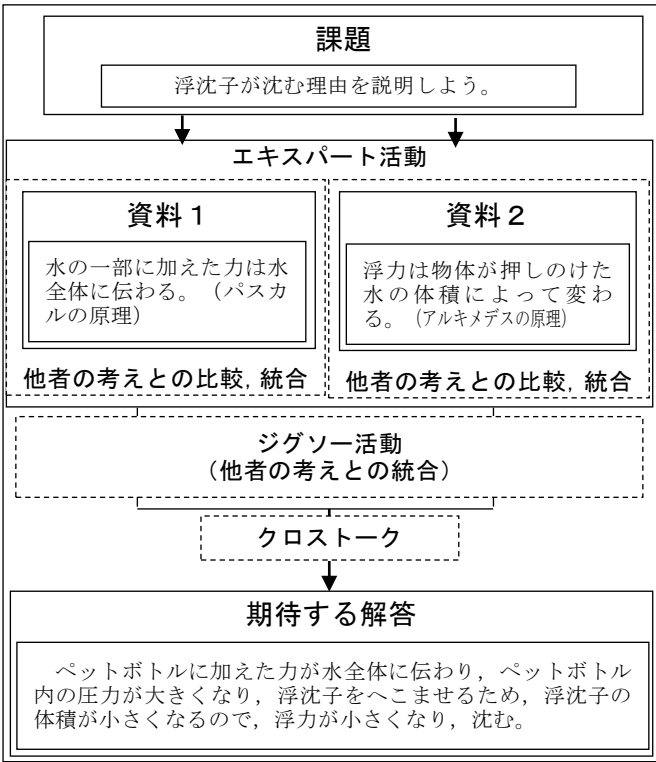 課題
浮沈子が沈む理由を説明しよう。
エキスパート活動
資料１
水の一部に加えた力は水
全体に伝わる。（パスカ
ルの原理）
他者の考えとの比較，統合
資料２
浮力は物体が押しのけた
水の体積によって変わ
る。（アルキメデスの原理）
他者の考えとの比較，統合
ジグソー活動
（他者の考えとの統合）
クロストーク
期待する解答
ペットボトルに加えた力が水全体に伝わり，ペットボトル
内の圧力が大きくなり，浮沈子をへこませるため，浮沈子の
体積が小さくなるので，浮力が小さくなり，沈む。